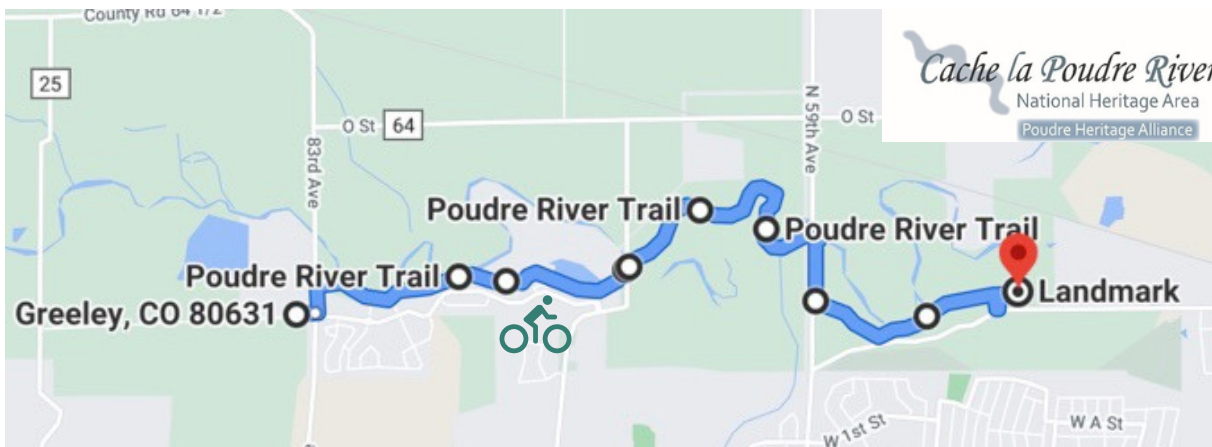 County Rd 64 1/2
25
Cache la Poudre River
National Heritage Area
Poudre Heritage Alliance
O St 64
O St
83rd Ave
N 59th Ave
Poudre River Trail
Poudre River Trail
Poudre River Trail
Greeley, CO 80631
Landmark
W 1st St
W A St